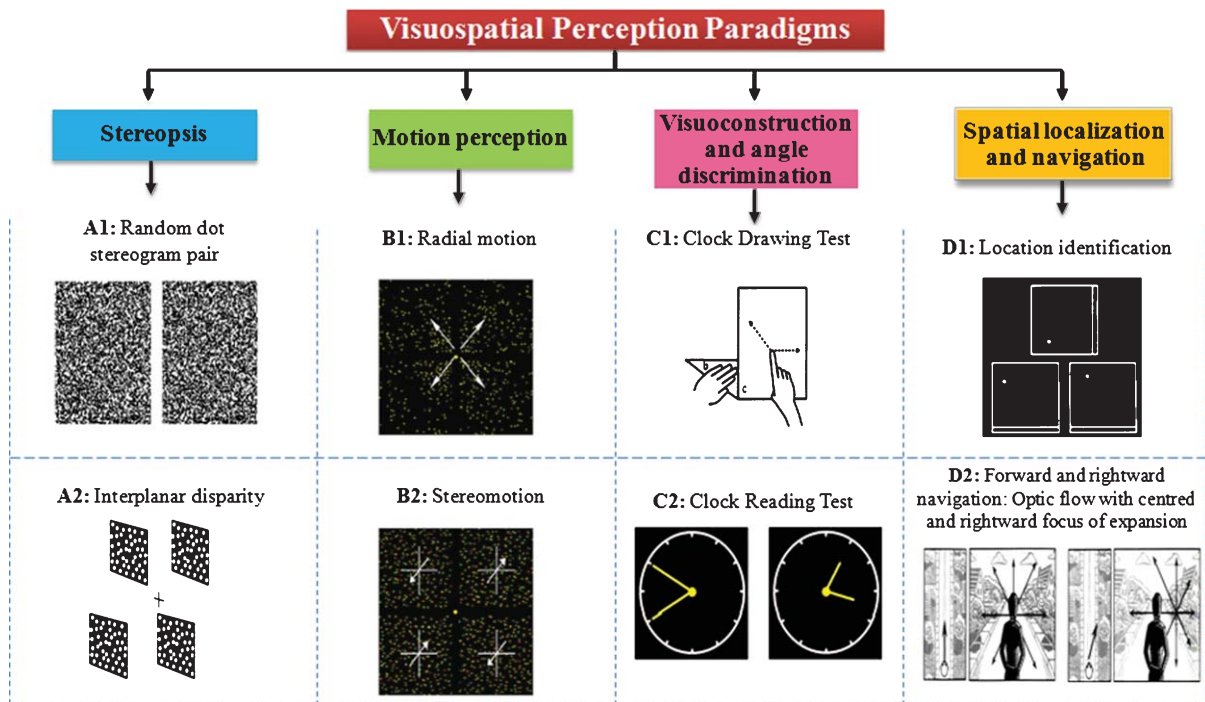 Visuospatial Perception Paradigms
Stereopsis
Motion perception
Visuoconstruction
and angle
discrimination
Spatial localization
and navigation
A1: Random dot
stereogram pair
B1: Radial motion
C1: Clock Drawing Test
b
c
D1: Location identification
A2: Interplanar disparity
B2: Stereomotion
C2: Clock Reading Test
D2: Forward and rightward
navigation: Optic flow with centred
and rightward focus of expansion